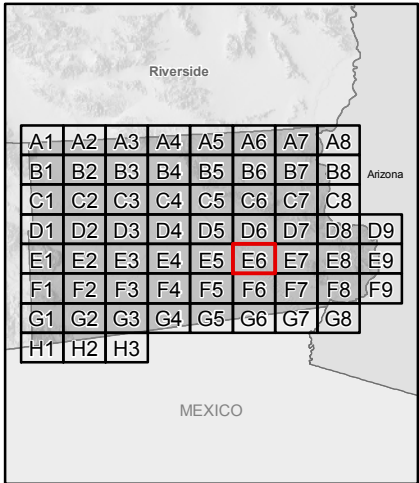 Riverside
A1 A2 A3 A4 A5 A6 A7 A8
B1 B2 B3 B4 B5 B6 B7 B8 Arizona
C1 C2 C3 C4 C5 C6 C7 C8
D1 D2 D3 D4 D5 D6 D7 D8 D9
E1 E2 E3 E4 E5 E6 E7 E8 E9
F1 F2 F3 F4 F5 F6 F7 F8 F9
G1 G2 G3 G4 G5 G6 G7 G8
H1 H2 H3
MEXICO